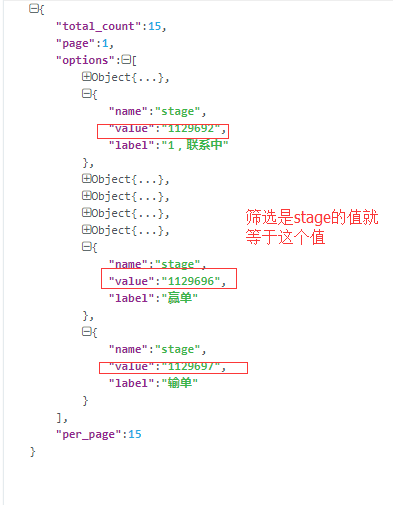 {
"total_count":15,
"page":1,
"options":[
Object{...},
{
"name":"stage",
"value":"1129692",
"label":"1，联系中"
},
Object{...},
Object{...},
Object{...},
Object{...},
筛选是stage的值就
等于这个值
{
"name":"stage",
"value":"1129696",
"label":"赢单"
},
{
"name":"stage",
"value":"1129697",
"label":"输单"
}
],
"per_page":15
}